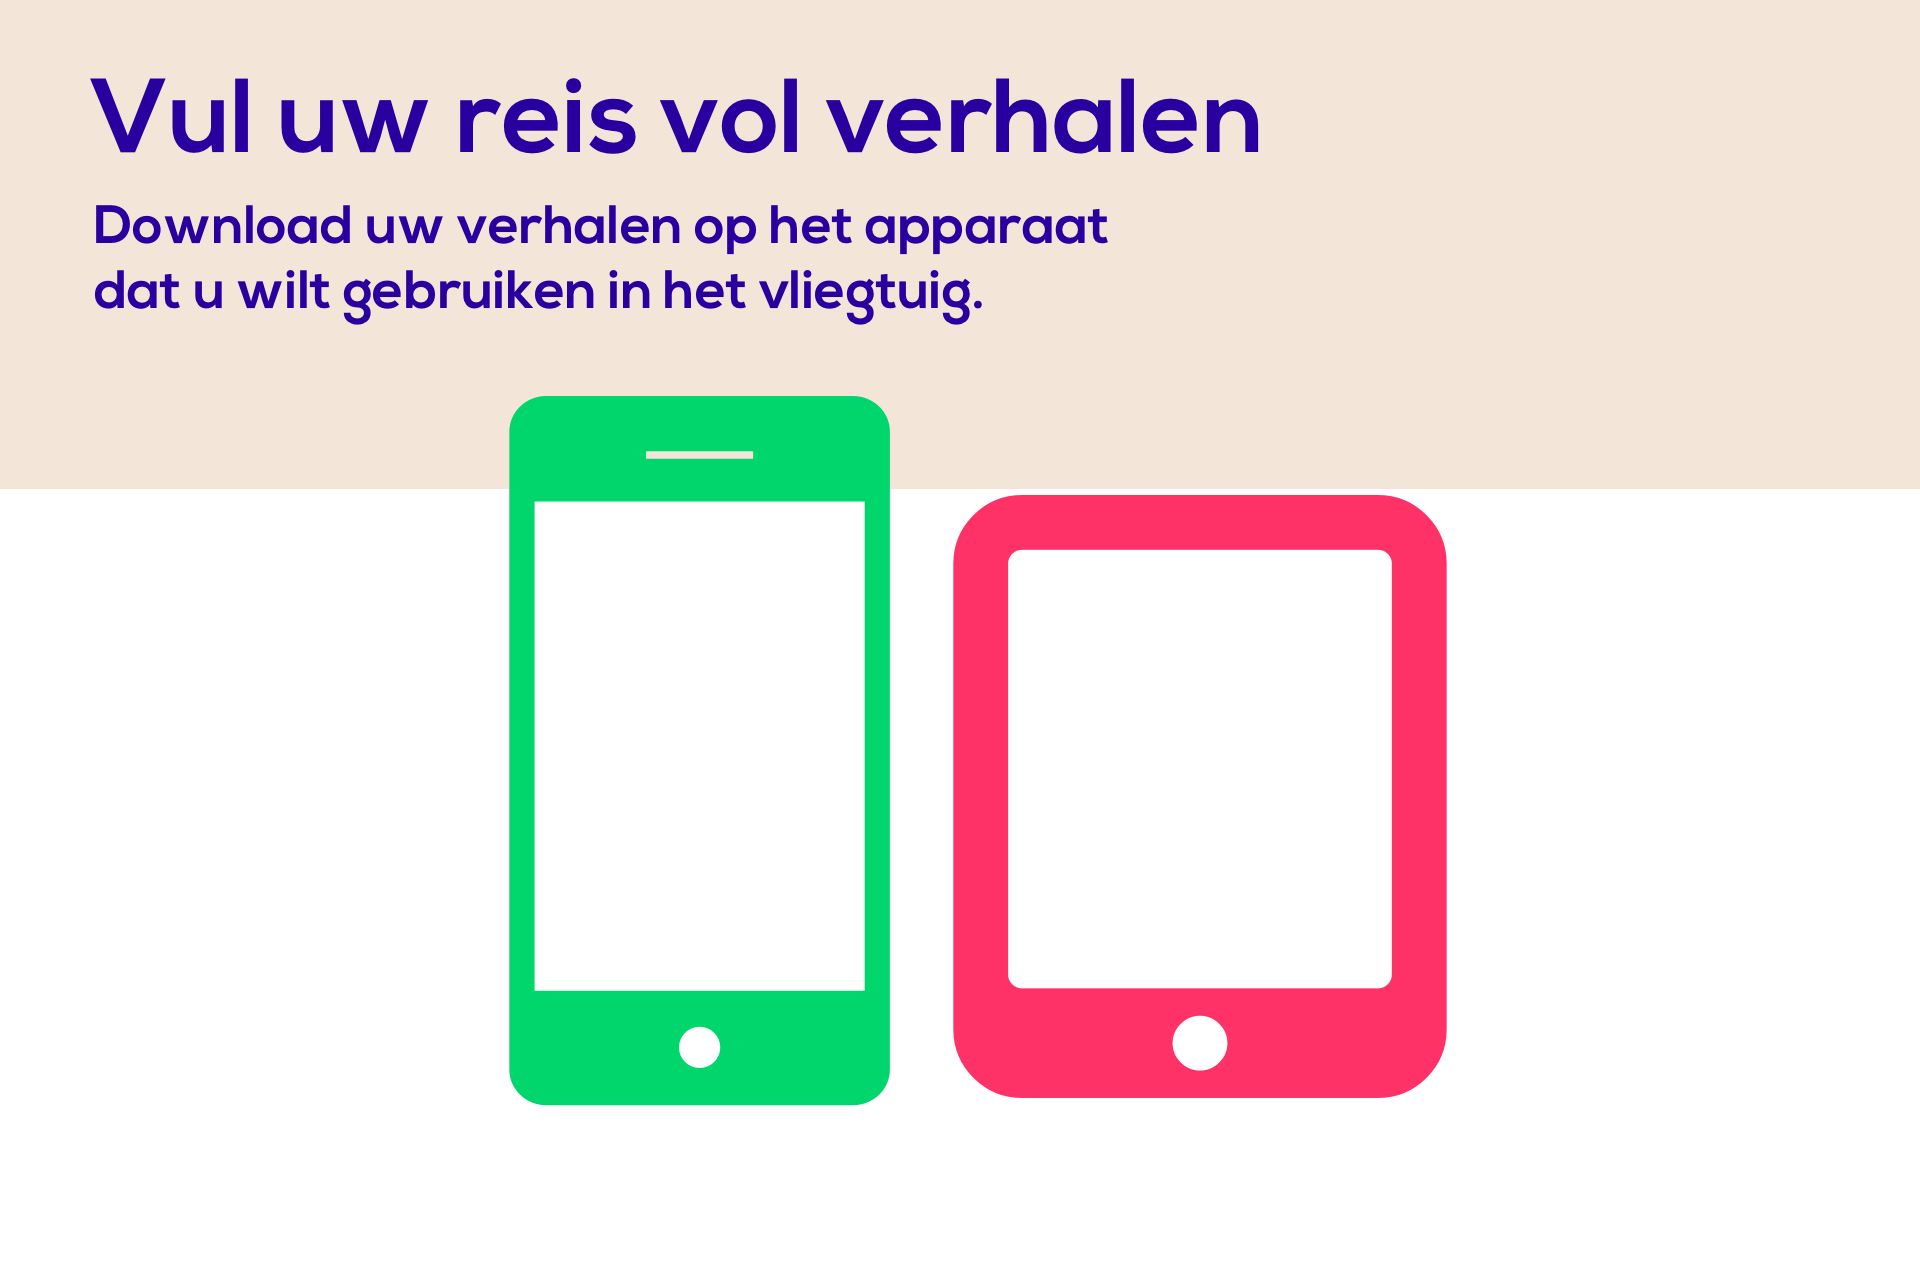 Vul uw reis vol verhalen
Download uw verhalen op het apparaat
dat u wilt gebruiken in het vliegtuig.